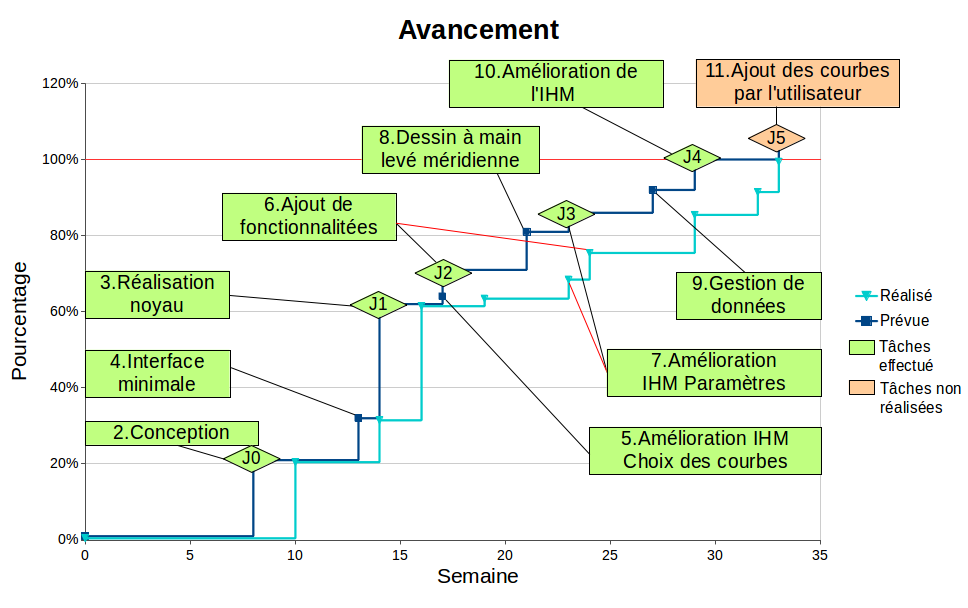 Avancement
120%
100%
80%
60%
40%
20%
0%
Pourcentage
0
5
10
15
20
25
30
35
Semaine
10.Amélioration de
l'IHM
11.Ajout des courbes
par l'utilisateur
8.Dessin à main
levé méridienne
6.Ajout de
fonctionnalitées
3.Réalisation
noyau
4.Interface
minimale
2.Conception
9.Gestion de
données
7.Amélioration
IHM Paramètres
5.Amélioration IHM
Choix des courbes
J0
J1
J2
J3
J4
J5
Réalisé
Prévue
Tâches
effectué
Tâches non
réalisées